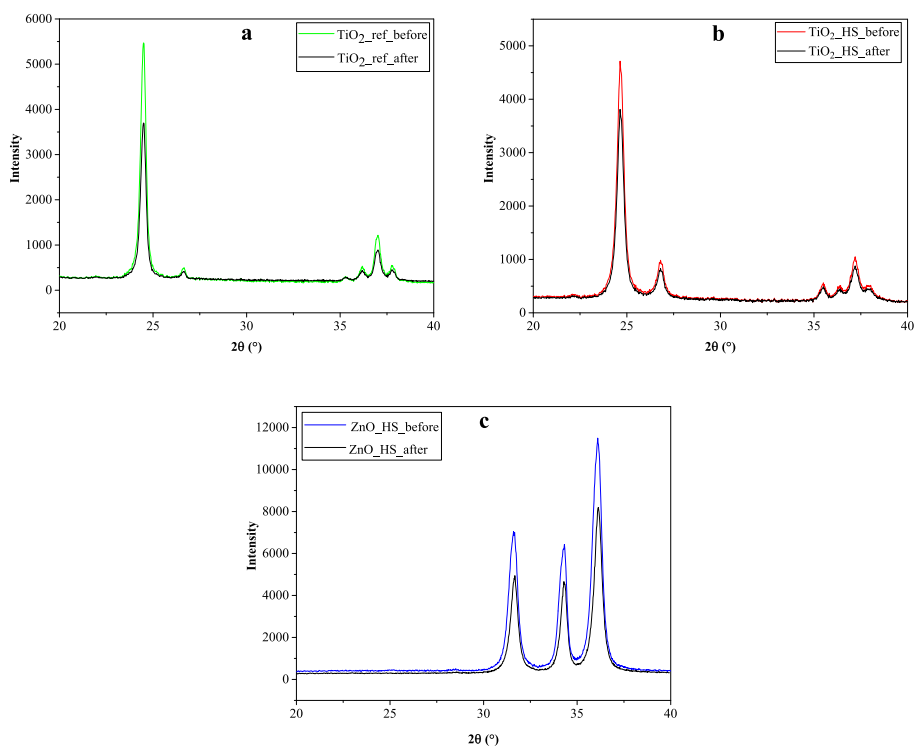 a
TiO2_ref_before
TiO2_ref_after
6000
5000
4000
3000
2000
1000
0
Intensity
20
25
30
35
40
2θ (°)
b
TiO2_HS_before
TiO2_HS_after
5000
4000
3000
2000
1000
0
Intensity
20
25
30
35
40
2θ (°)
c
ZnO_HS_before
ZnO_HS_after
12000
10000
8000
6000
4000
2000
0
Intensity
20
25
30
35
40
2θ (°)